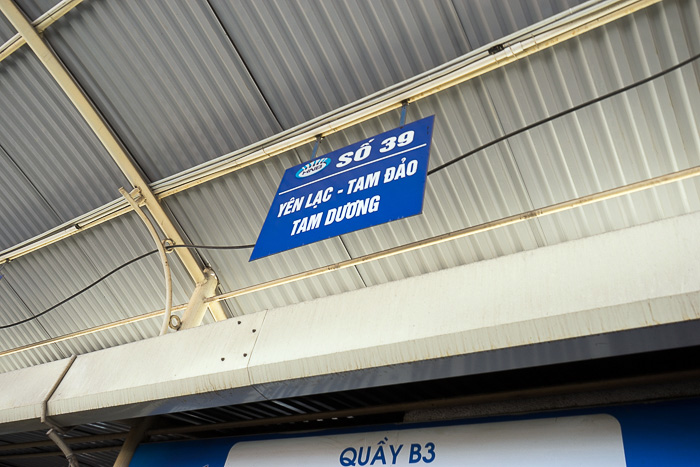 SỐ 39
YÊN LẠC - TAM ĐẢO
TAM DƯƠNG
QUẦY B3